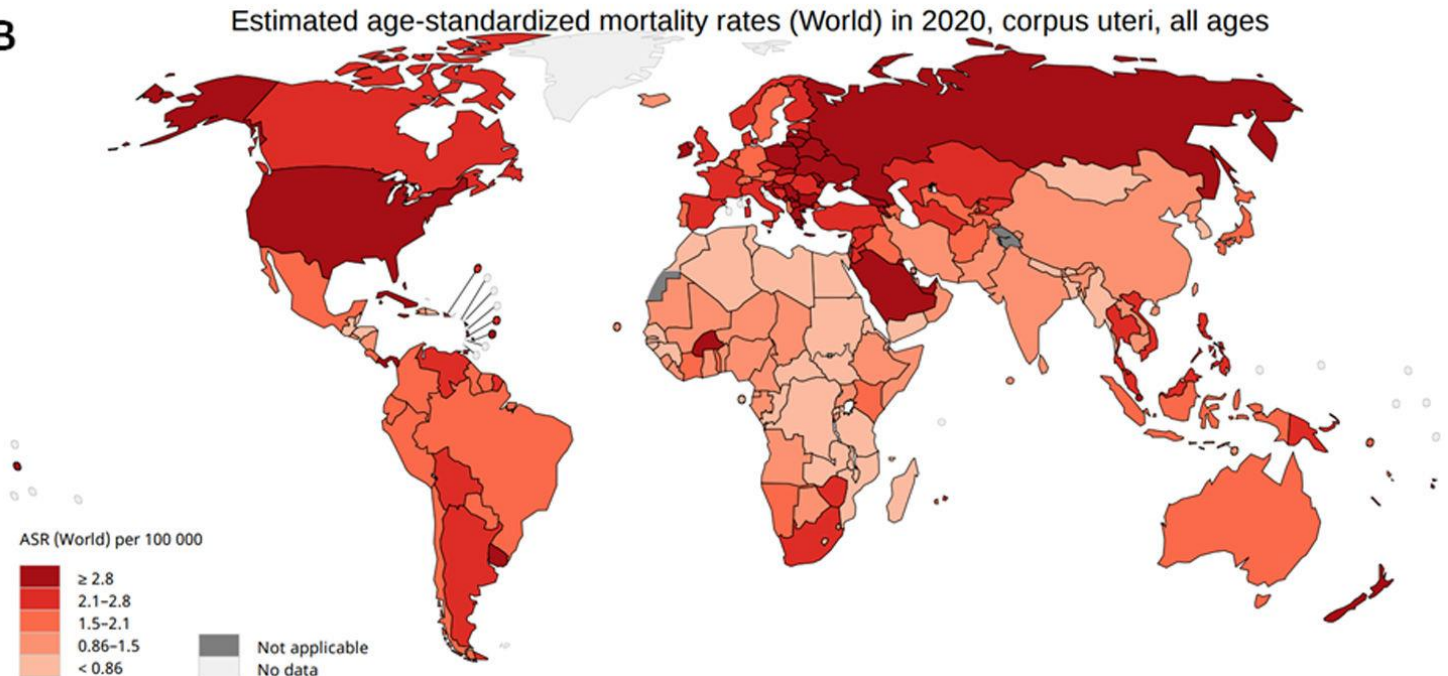 B
Estimated age-standardized mortality rates (World) in 2020, corpus uteri, all ages
ASR (World) per 100 000
≥ 2.8
2.1–2.8
1.5–2.1
0.86–1.5
< 0.86
Not applicable
No data